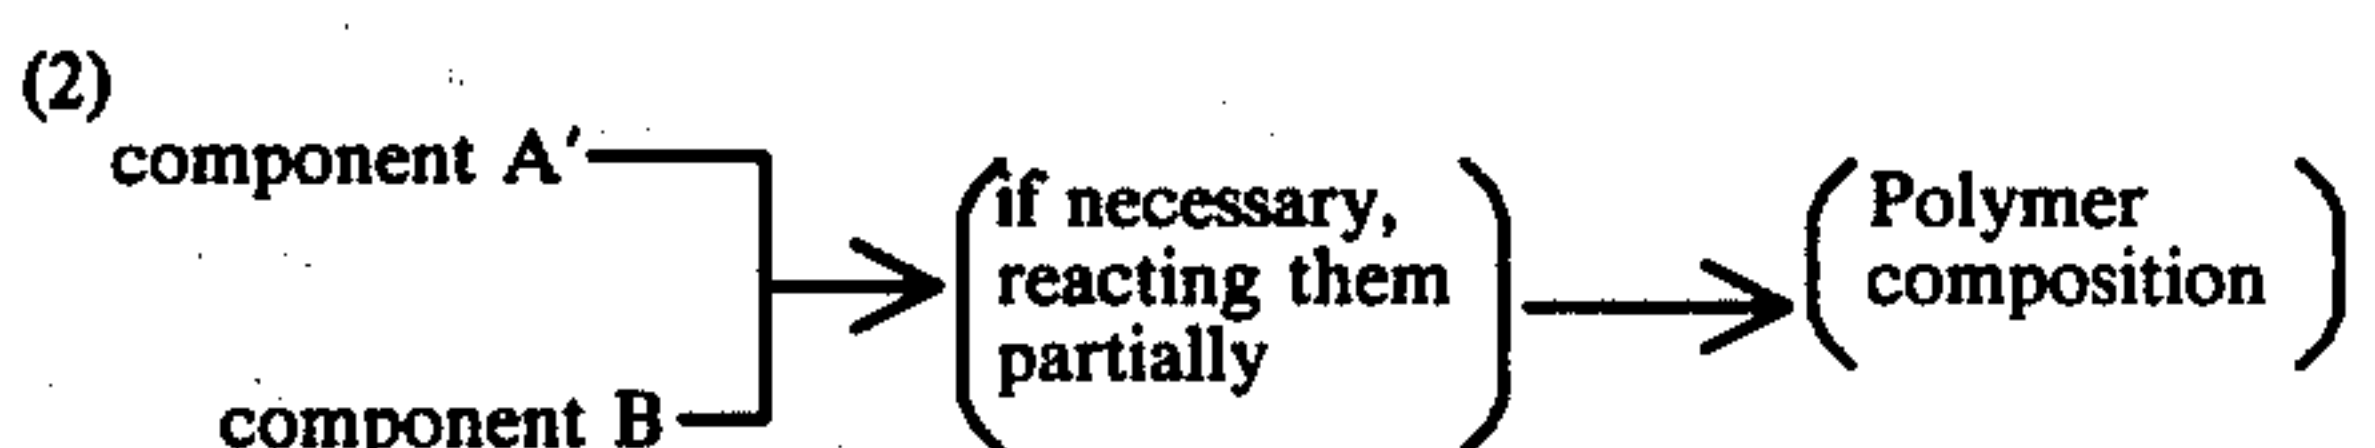 (2)
component A′
if necessary,
reacting them
partially
Polymer
composition
component B